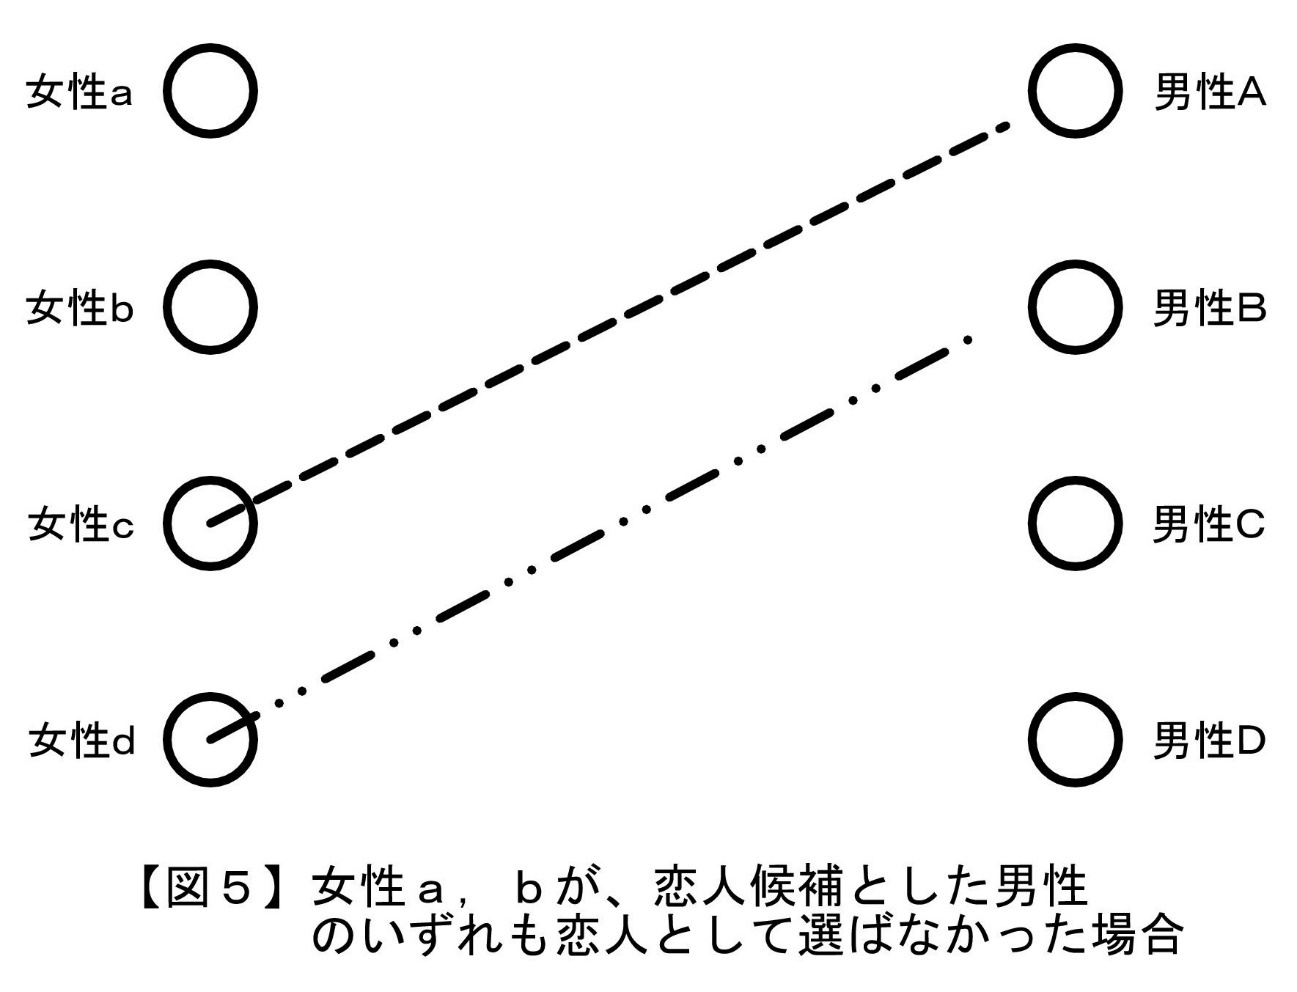 女性a
男性A
女性b
男性B
女性c
男性C
女性d
男性D
【図５】女性ａ，ｂが、恋人候補とした男性
のいずれも恋人として選ばなかった場合